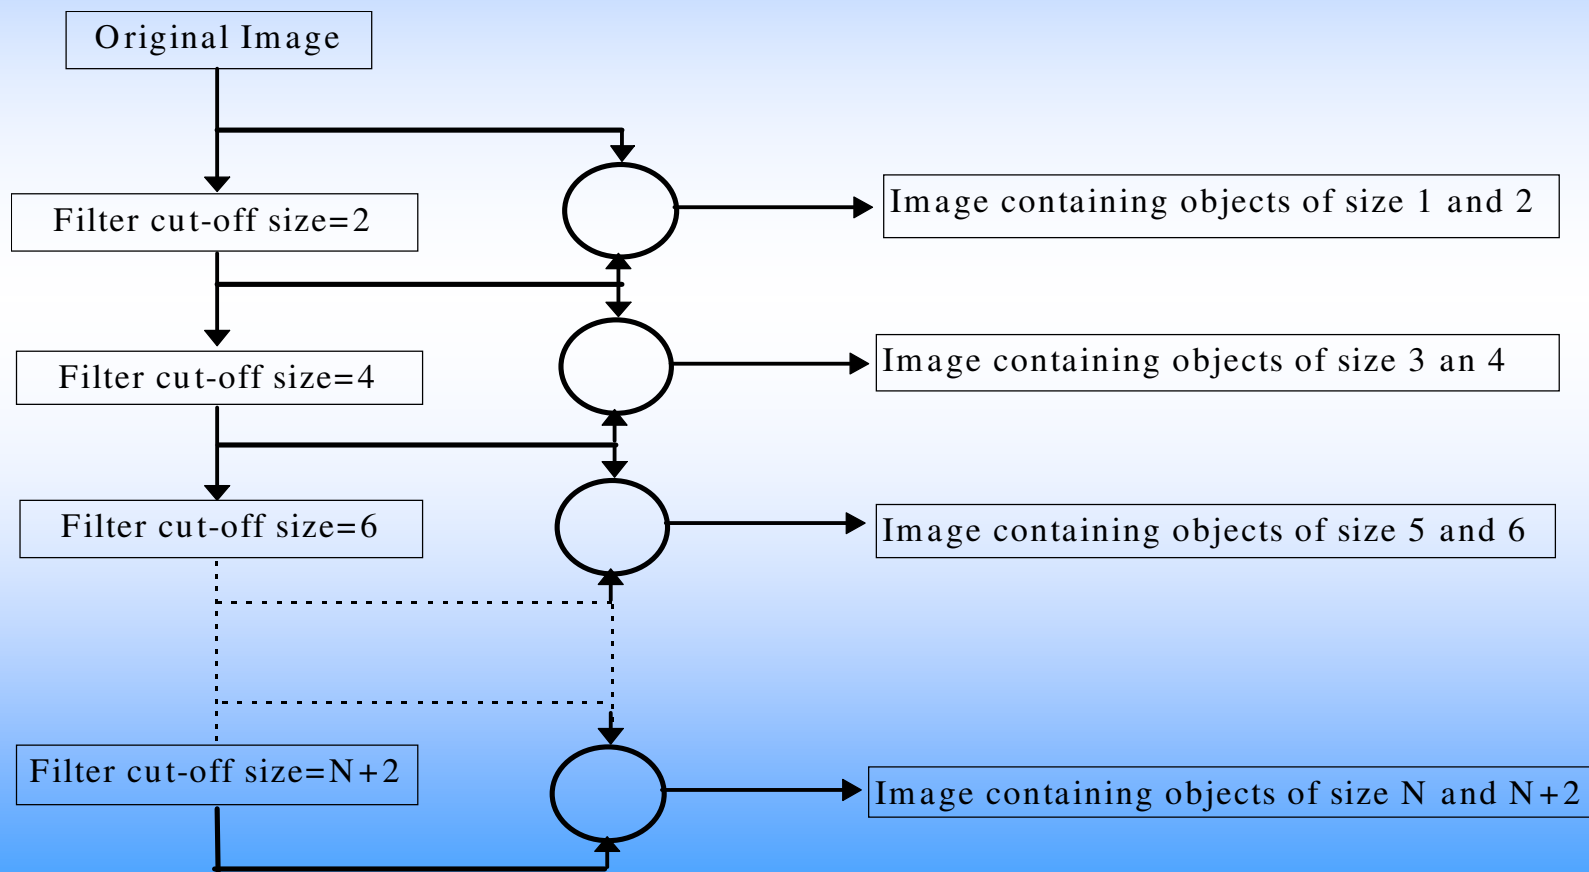 Original Image
Filter cut-off size=2
Image containing objects of size 1 and 2
Filter cut-off size=4
Image containing objects of size 3 an 4
Filter cut-off size=6
Image containing objects of size 5 and 6
Filter cut-off size=N+2
Image containing objects of size N and N+2